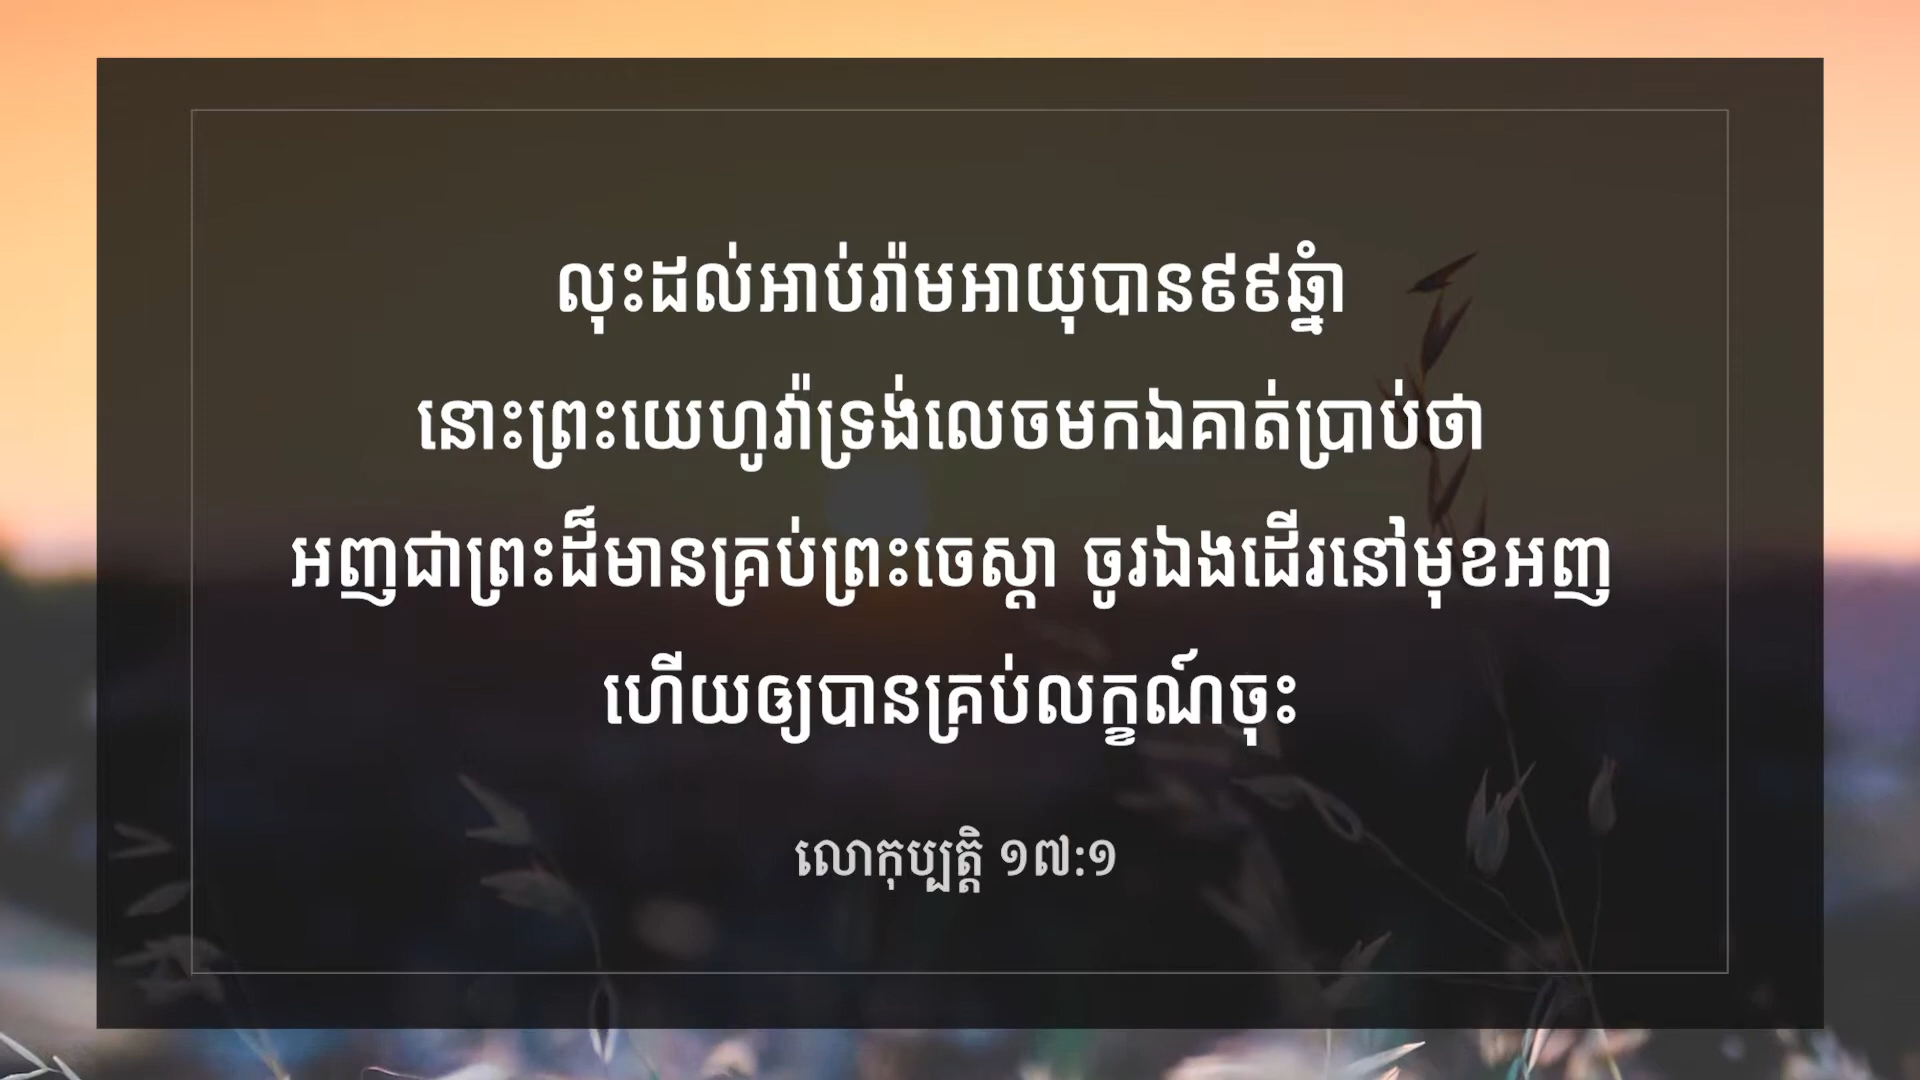 លុះដល់អាប់រ៉ាមអាយុបាន៩៩ឆ្នំា
នោះព្រះយេហូវ៉ាទ្រង់លេចមកឯគាត់ប្រាប់ថា
អញជាព្រះដ៏មានគ្រប់ព្រះចេស្តា ចូរឯងដើរនៅមុខអញ
ហើយឲ្យបានគ្រប់លក្ខណ៍ចុះ
លោកុប្បត្តិ ១៧:១